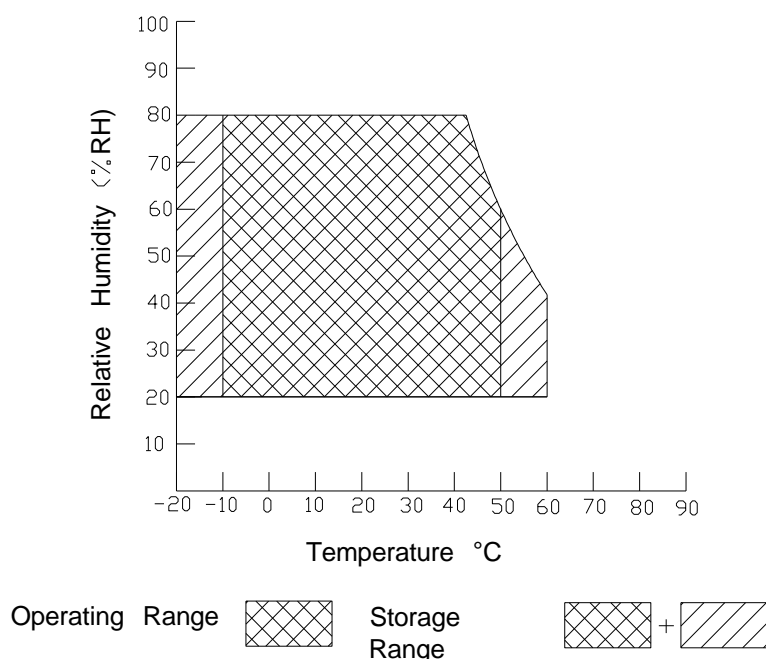 100
90
80
70
60
50
40
30
20
10
Relative Humidity (%RH)
-20 -10 0 10 20 30 40 50 60 70 80 90
Temperature °C
Operating Range
Storage
Range
+